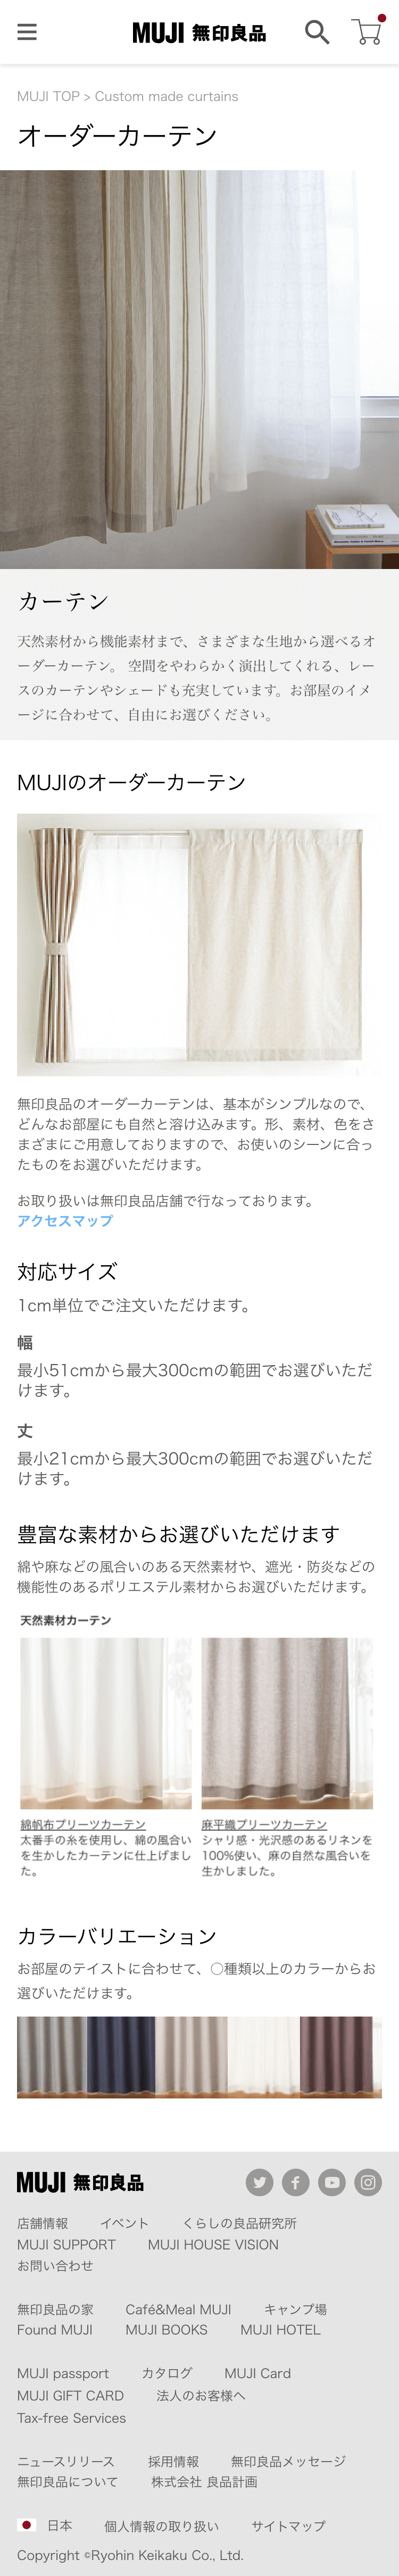 MUJI 無印良品
MUJI TOP > Custom made curtains
オーダーカーテン
カーテン
天然素材から機能素材まで、さまざまな生地から選べるオ
ーダーカーテン。 空間をやわらかく演出してくれる、レー
スのカーテンやシェードも充実しています。お部屋のイメ
ージに合わせて、自由にお選びください。
MUJIのオーダーカーテン
無印良品のオーダーカーテンは、基本がシンプルなので、
どんなお部屋にも自然と溶け込みます。形、素材、色をさ
まざまにご用意しておりますので、お使いのシーンに合っ
たものをお選びいただけます。
お取り扱いは無印良品店舗で行なっております。
アクセスマップ
対応サイズ
1cm単位でご注文いただけます。
幅
最小51cmから最大300cmの範囲でお選びいただ
けます。
丈
最小21cmから最大300cmの範囲でお選びいただ
けます。
豊富な素材からお選びいただけます
綿や麻などの風合いのある天然素材や、遮光・防炎などの
機能性のあるポリエステル素材からお選びいただけます。
天然素材カーテン
綿帆布プリーツカーテン
太番手の糸を使用し、綿の風合い
を生かしたカーテンに仕上げまし
た。
麻平織プリーツカーテン
シャリ感・光沢感のあるリネンを
100%使い、麻の自然な風合いを
生かしました。
カラーバリエーション
お部屋のテイストに合わせて、〇種類以上のカラーからお
選びいただけます。
MUJI 無印良品
店舗情報 イベント くらしの良品研究所
MUJI SUPPORT MUJI HOUSE VISION
お問い合わせ
無印良品の家 Café&Meal MUJI キャンプ場
Found MUJI MUJI BOOKS MUJI HOTEL
MUJI passport カタログ MUJI Card
MUJI GIFT CARD 法人のお客様へ
Tax-free Services
ニュースリリース 採用情報 無印良品メッセージ
無印良品について 株式会社 良品計画
日本 個人情報の取り扱い サイトマップ
Copyright ©Ryohin Keikaku Co., Ltd.